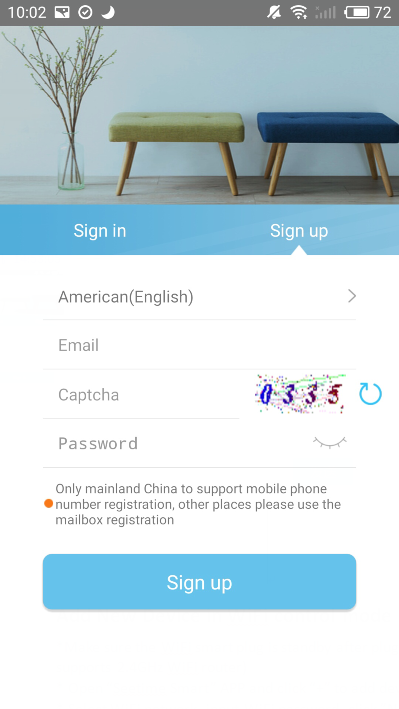 10:02
72
Sign in
Sign up
American(English)
Email
Captcha
0335
Password
Only mainland China to support mobile phone
number registration, other places please use the
mailbox registration
Sign up